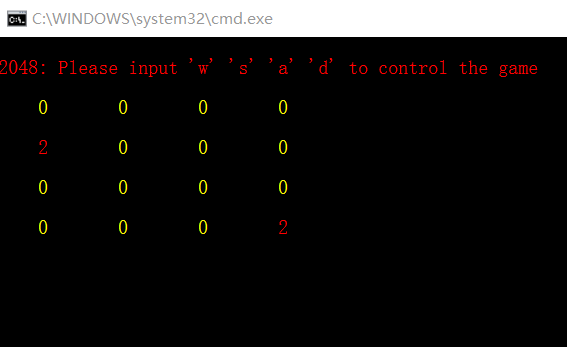 C:\WINDOWS\system32\cmd.exe
2048: Please input 'w' 's' 'a' 'd' to control the game
0 0 0 0
2 0 0 0
0 0 0 0
0 0 0 2